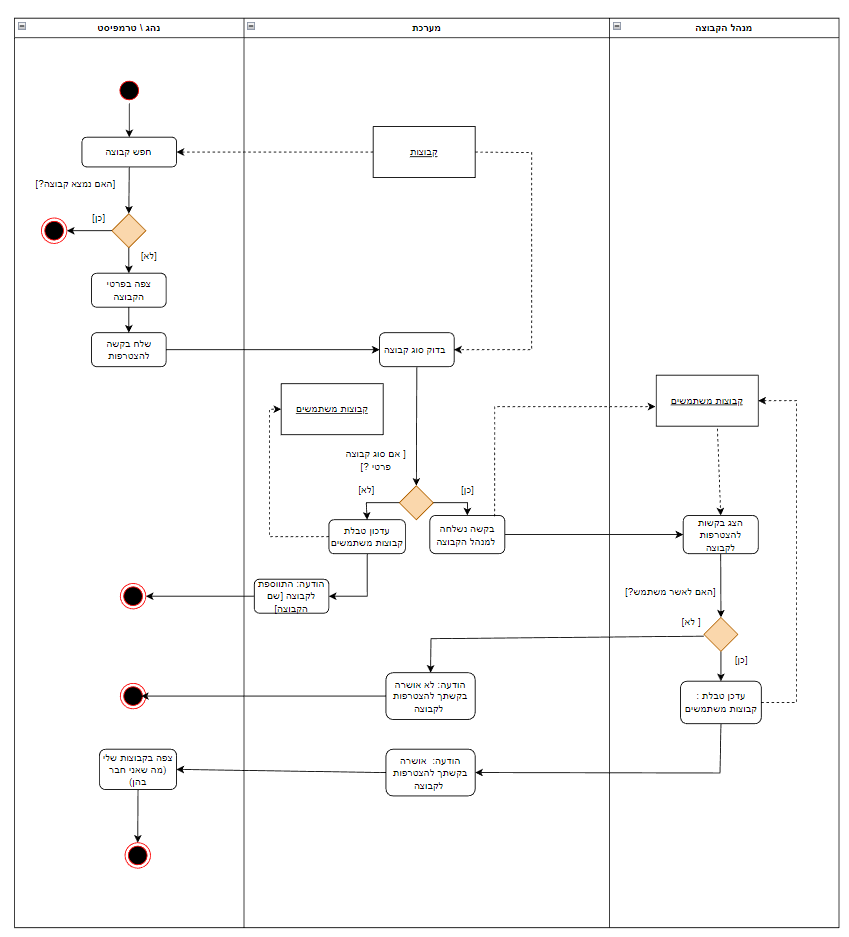 נהג \ טרמפיסט
מערכת
מנהל הקבוצה
חפש קבוצה
קבוצות
[האם נמצא קבוצה?]
[כן]
[לא]
צפה בפרטי
הקבוצה
שלח בקשה
להצטרפות
בדוק סוג קבוצה
קבוצות משתמשים
קבוצות משתמשים
[ אם סוג קבוצה
פרטי ?]
[לא]
[כן]
עדכון טבלת
קבוצות משתמשים
בקשה נשלחה
למנהל הקבוצה
הצג בקשות
להצטרפות
לקבוצה
הודעה: התווספת
לקבוצה [שם
הקבוצה]
[האם לאשר משתמש?]
[ לא]
[כן]
הודעה: לא אושרה
בקשתך להצטרפות
לקבוצה
עדכן טבלת :
קבוצות משתמשים
צפה בקבוצות שלי
(מה שאני חבר
בהן)
הודעה: אושרה
בקשתך להצטרפות
לקבוצה